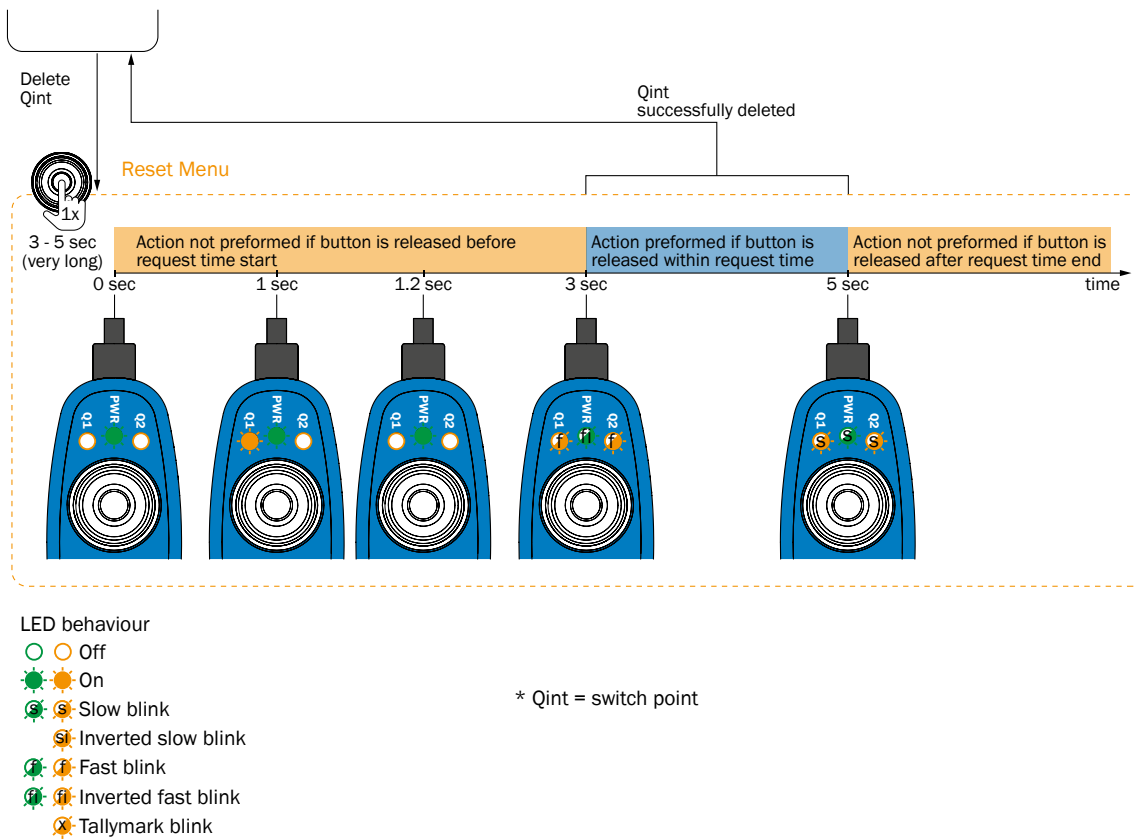 Delete
Qint
Qint
successfully deleted
Reset Menu
1x
3 - 5 sec
(very long)
Action not preformed if button is released before
request time start
Action preformed if button is
released within request time
Action not preformed if button is
released after request time end
0 sec
1 sec
1.2 sec
3 sec
5 sec
time
Q1 PWR Q2
Q1 PWR Q2
Q1 PWR Q2
Q1 PWR Q2
f fi f
Q1 PWR Q2
s s s
LED behaviour
Off
On
s s Slow blink
si Inverted slow blink
f f Fast blink
fi fi Inverted fast blink
x Tallymark blink
* Qint = switch point